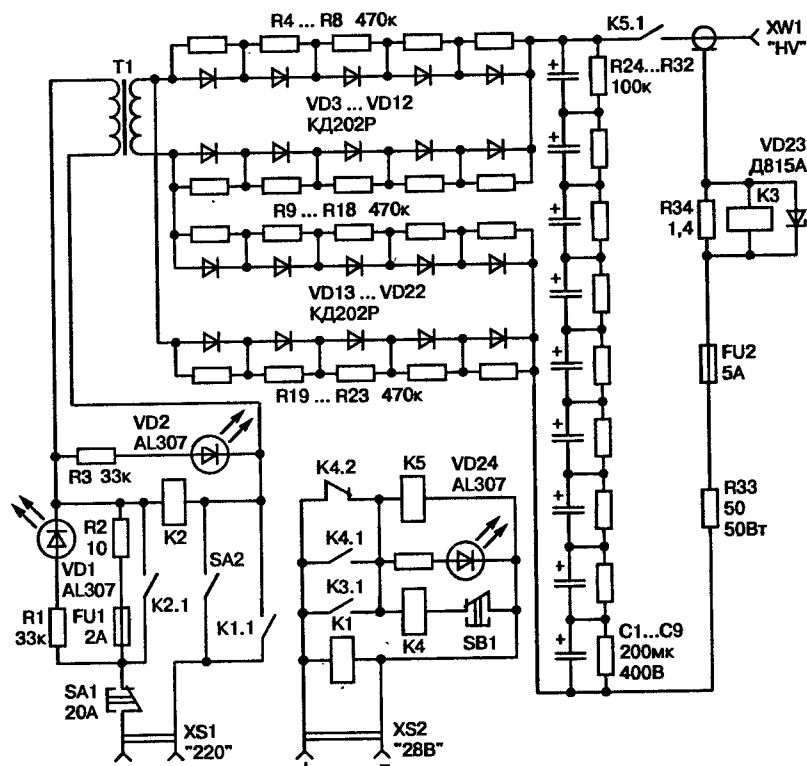 R4 ... R8 470к
K5.1
XW1
"HV"
T1
R24...R32
100к
VD3 ... VD12
КД202Р
VD23
Д815А
K3
R34
1,4
R9 ... R18 470к
VD13 ... VD22
КД202Р
FU2
5А
R19 ... R23 470к
VD2
AL307
R3 33к
K4.2
K5
VD24
AL307
R33
50
50Вт
K2
R2
10
SA2
K4.1
VD1
AL307
K2.1
K3.1
R1
33к
FU1
2А
K1.1
K1
K4
SB1
C1...C9
200мк
400В
SA1
20А
XS1
"220"
XS2
"28В"
+
−